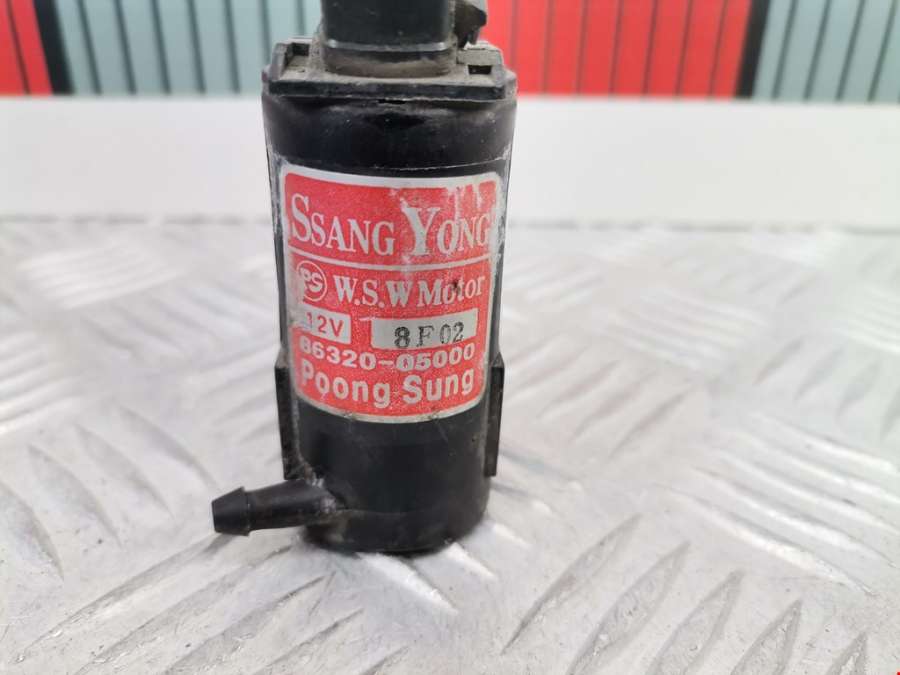 SSANG YONG
PS W.S.W Motor
12V 8F02
86320-05000
Poong Sung